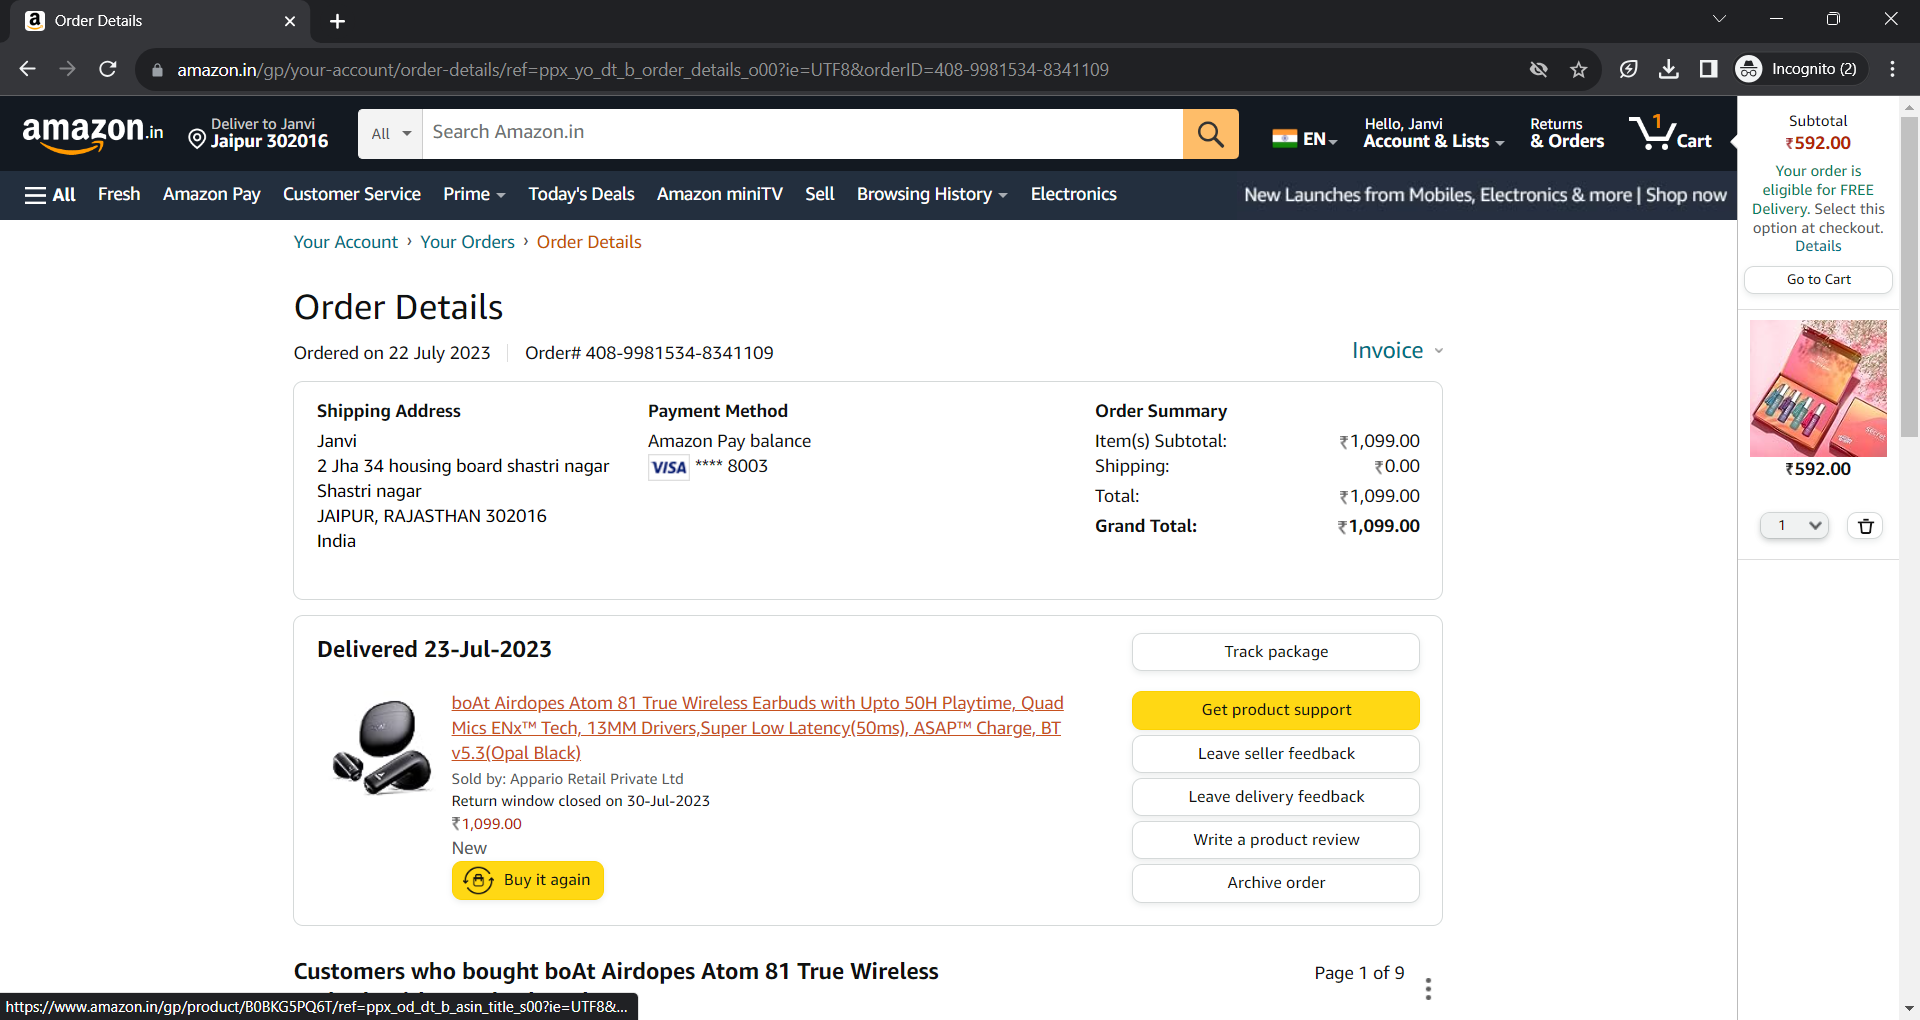 Order Details
amazon.in/gp/your-account/order-details/ref=ppx_yo_dt_b_order_details_o00?ie=UTF8&orderID=408-9981534-8341109
Incognito (2)
amazon.in
Deliver to Janvi
Jaipur 302016
All
Search Amazon.in
EN
Hello, Janvi
Account & Lists
Returns
& Orders
1
Cart
All
Fresh
Amazon Pay
Customer Service
Prime
Today's Deals
Amazon miniTV
Sell
Browsing History
Electronics
New Launches from Mobiles, Electronics & more | Shop now
Subtotal
₹592.00
Your order is
eligible for FREE
Delivery. Select this
option at checkout.
Details
Go to Cart
₹592.00
1
Your Account › Your Orders › Order Details
Order Details
Ordered on 22 July 2023
Order# 408-9981534-8341109
Invoice
Shipping Address
Janvi
2 Jha 34 housing board shastri nagar
Shastri nagar
JAIPUR, RAJASTHAN 302016
India
Payment Method
Amazon Pay balance
VISA **** 8003
Order Summary
Item(s) Subtotal: ₹1,099.00
Shipping: ₹0.00
Total: ₹1,099.00
Grand Total: ₹1,099.00
Delivered 23-Jul-2023
boAt Airdopes Atom 81 True Wireless Earbuds with Upto 50H Playtime, Quad
Mics ENx™ Tech, 13MM Drivers,Super Low Latency(50ms), ASAP™ Charge, BT
v5.3(Opal Black)
Sold by: Appario Retail Private Ltd
Return window closed on 30-Jul-2023
₹1,099.00
New
Buy it again
Track package
Get product support
Leave seller feedback
Leave delivery feedback
Write a product review
Archive order
Customers who bought boAt Airdopes Atom 81 True Wireless
Page 1 of 9
https://www.amazon.in/gp/product/B0BKG5PQ6T/ref=ppx_od_dt_b_asin_title_s00?ie=UTF8&...